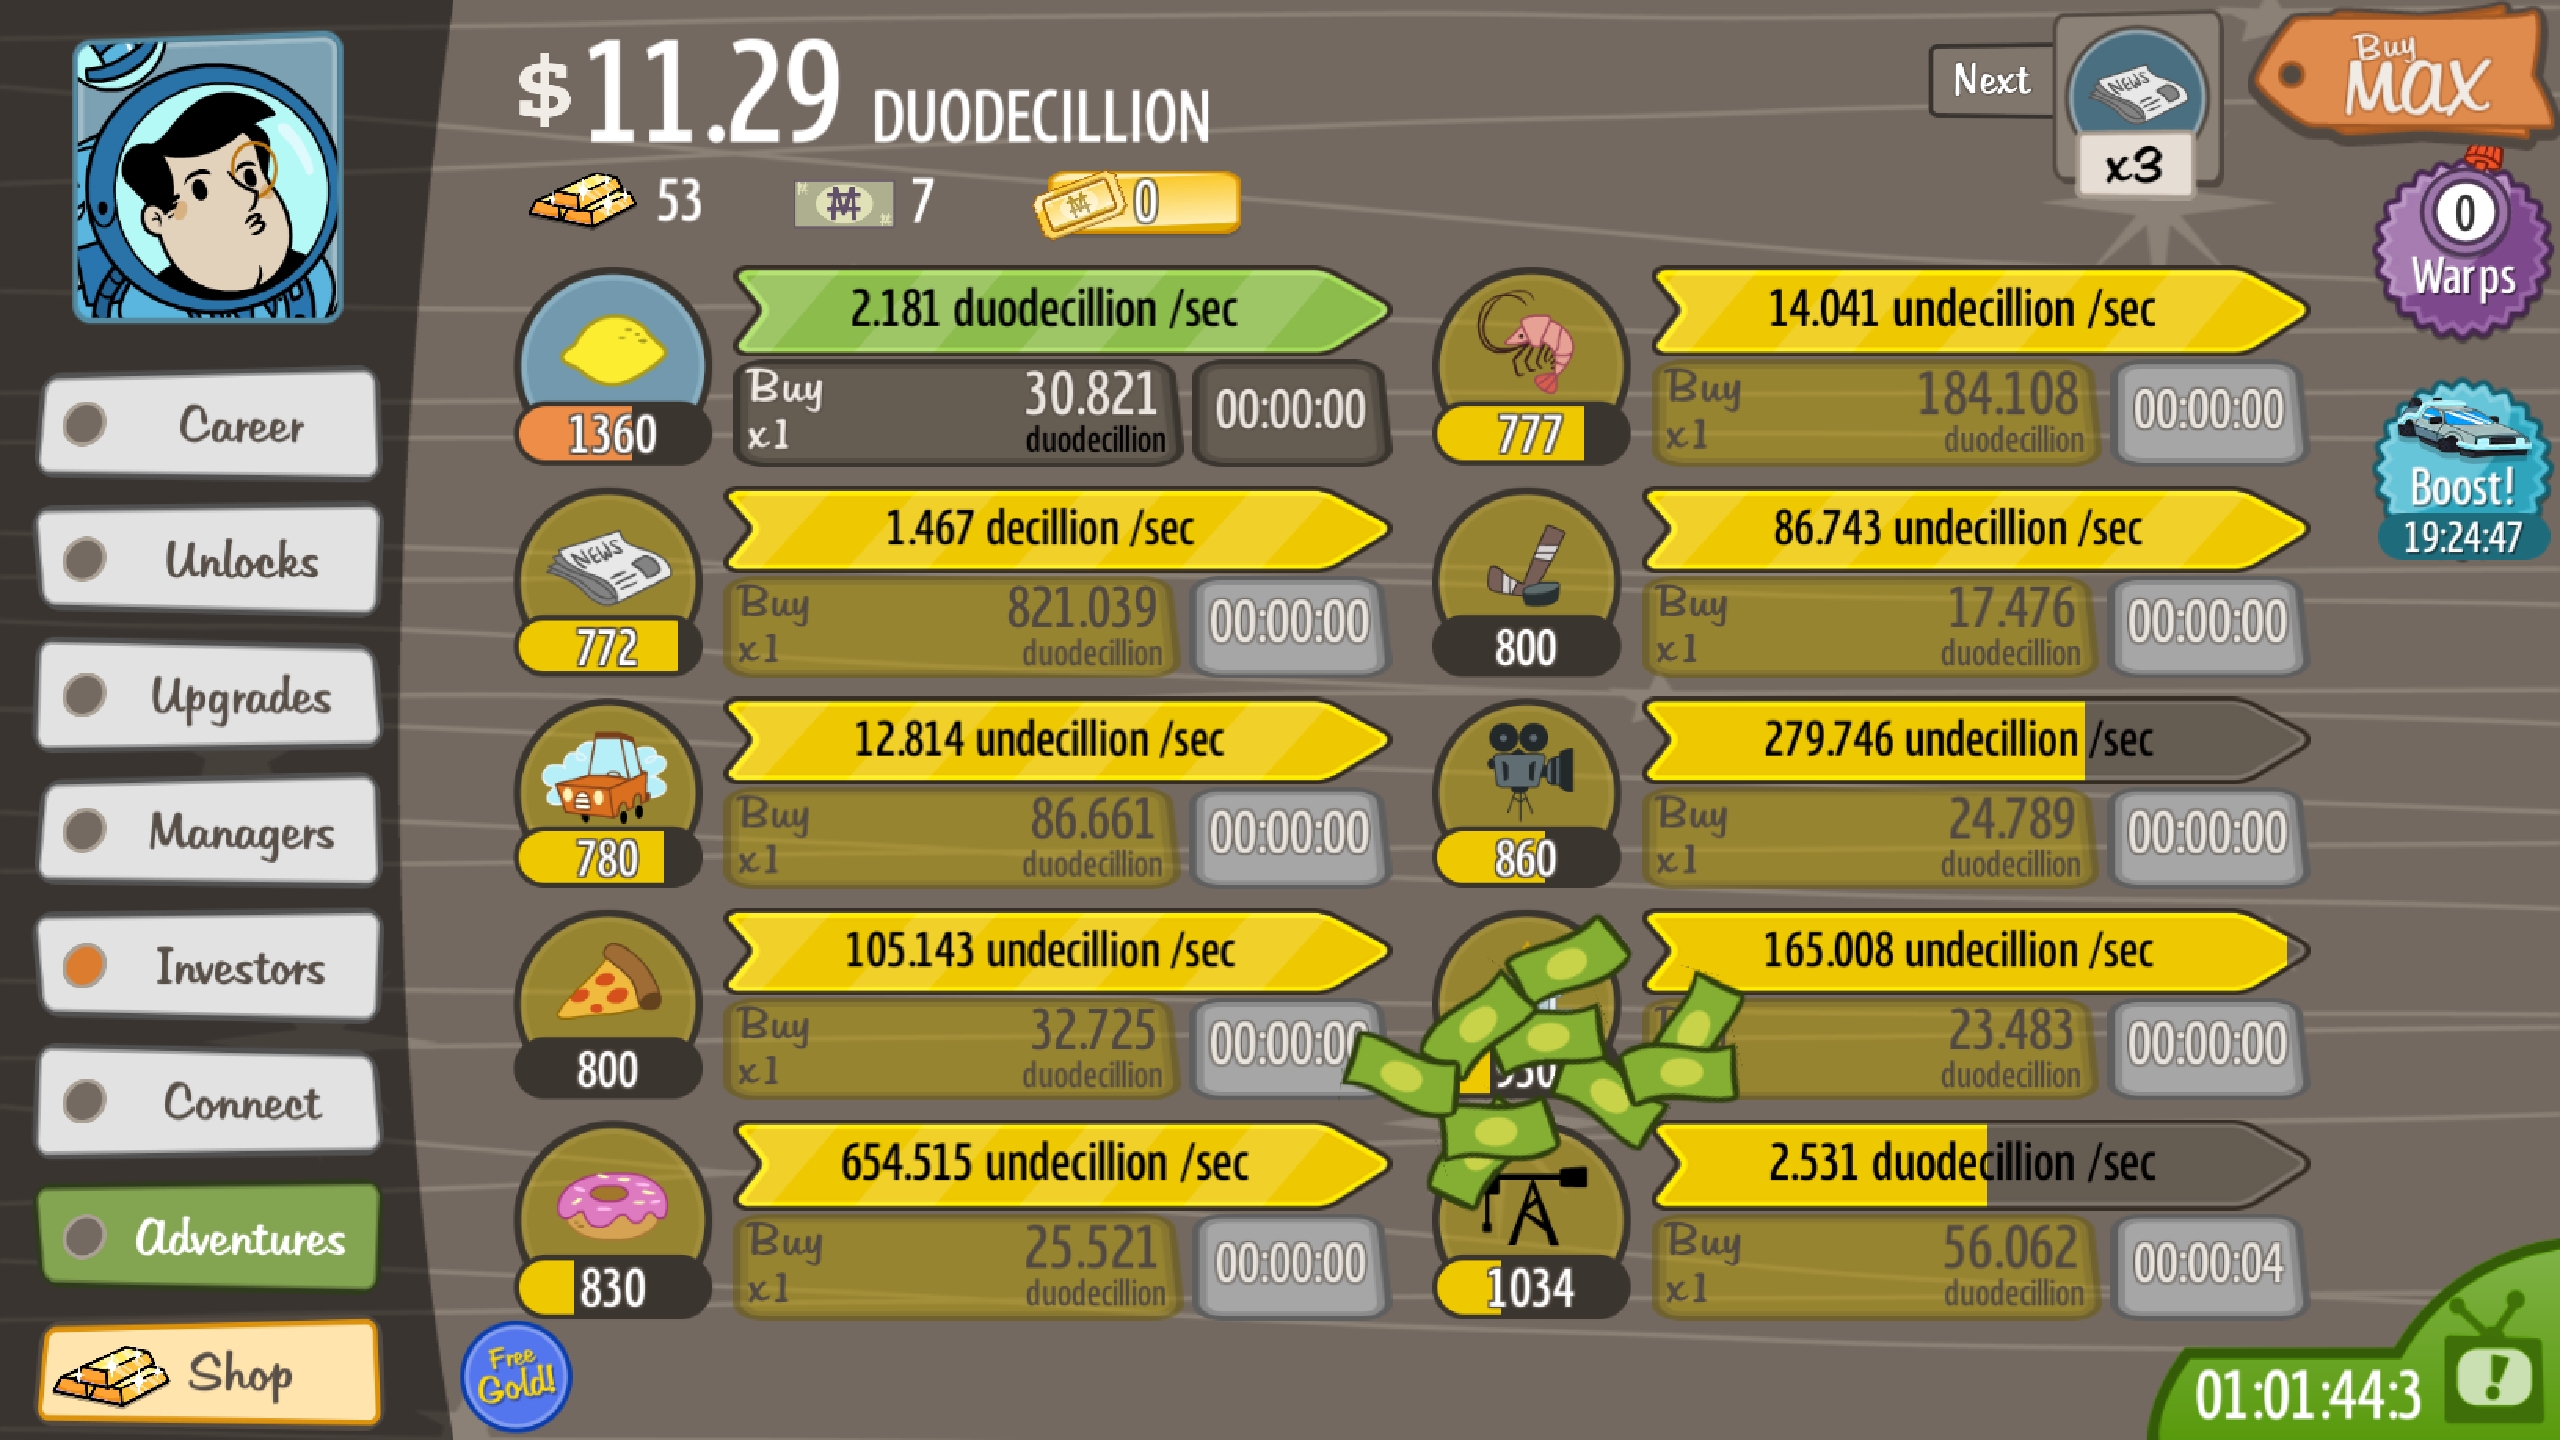 $11.29 DUODECILLION
53
7
0
Next
NEWS
x3
Buy
MAX
0
Warps
Boost!
19:24:47
Career
Unlocks
Upgrades
Managers
Investors
Connect
Adventures
Shop
2.181 duodecillion /sec
Buy
x1
30.821
duodecillion
00:00:00
1360
14.041 undecillion /sec
Buy
x1
184.108
duodecillion
00:00:00
777
NEWS
1.467 decillion /sec
Buy
x1
821.039
duodecillion
00:00:00
772
86.743 undecillion /sec
Buy
x1
17.476
duodecillion
00:00:00
800
12.814 undecillion /sec
Buy
x1
86.661
duodecillion
00:00:00
780
279.746 undecillion /sec
Buy
x1
24.789
duodecillion
00:00:00
860
105.143 undecillion /sec
Buy
x1
32.725
duodecillion
00:00:00
800
165.008 undecillion /sec
23.483
duodecillion
00:00:00
654.515 undecillion /sec
Buy
x1
25.521
duodecillion
00:00:00
830
2.531 duodecillion /sec
Buy
x1
56.062
duodecillion
00:00:04
1034
Free
Gold!
01:01:44:3
!